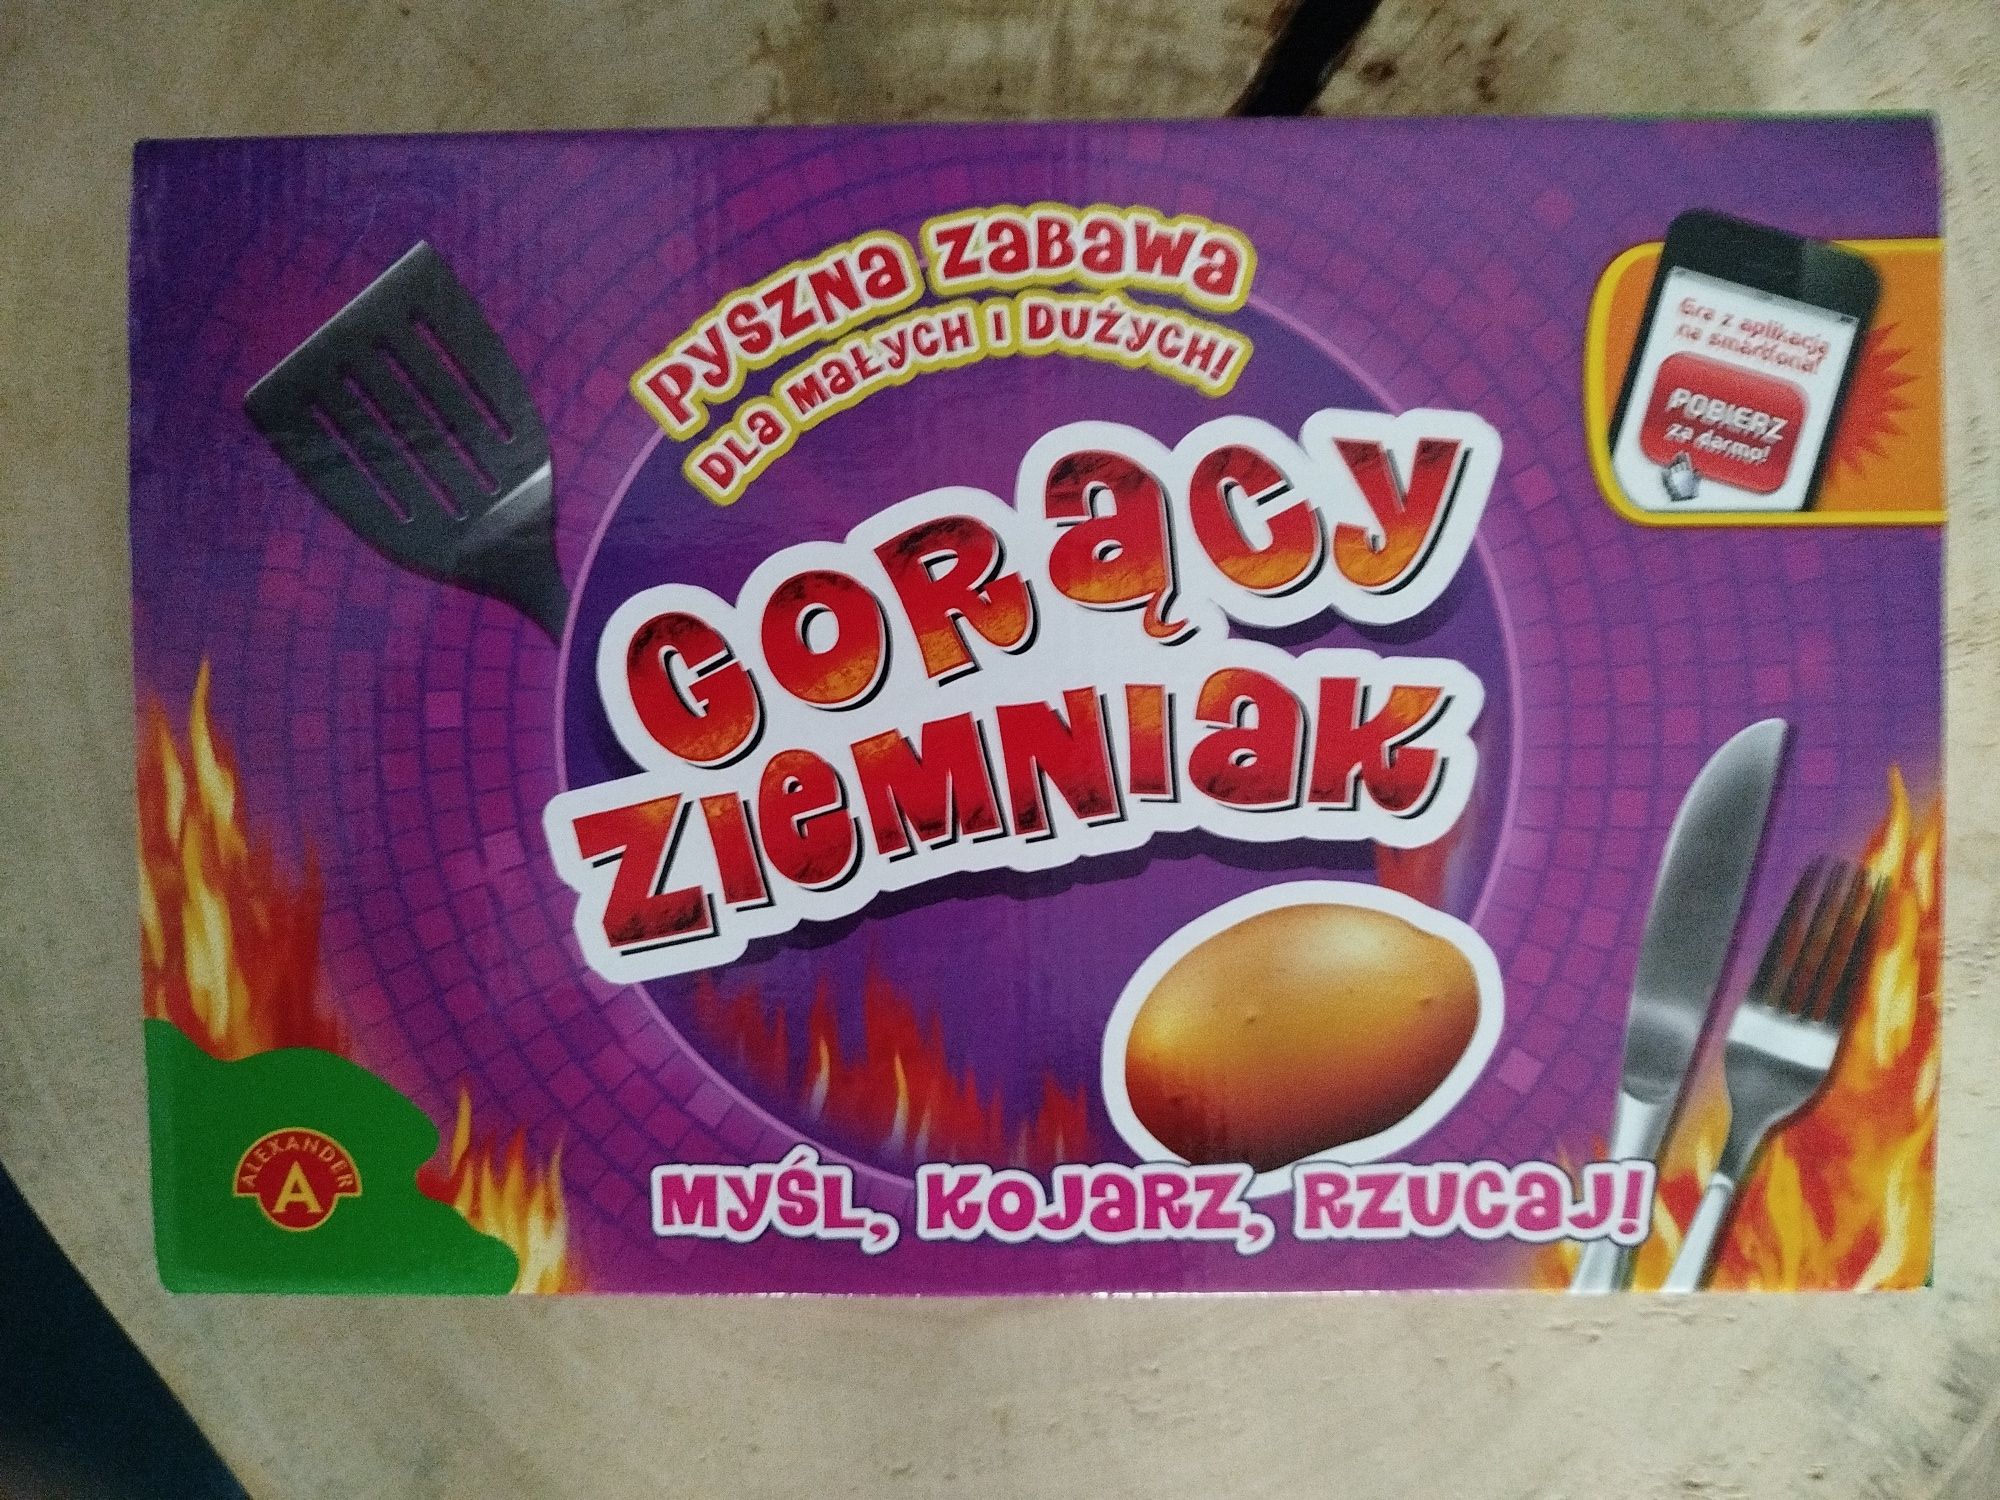 PYSZNA ZABAWA
DLA MAŁYCH I DUŻYCH!
GORĄCY
ZIEMNIAK
Gra z aplikacją
na smartfona!
POBIERZ
za darmo!
ALEXANDER
A
MYŚL, KOJARZ, RZUCAJ!